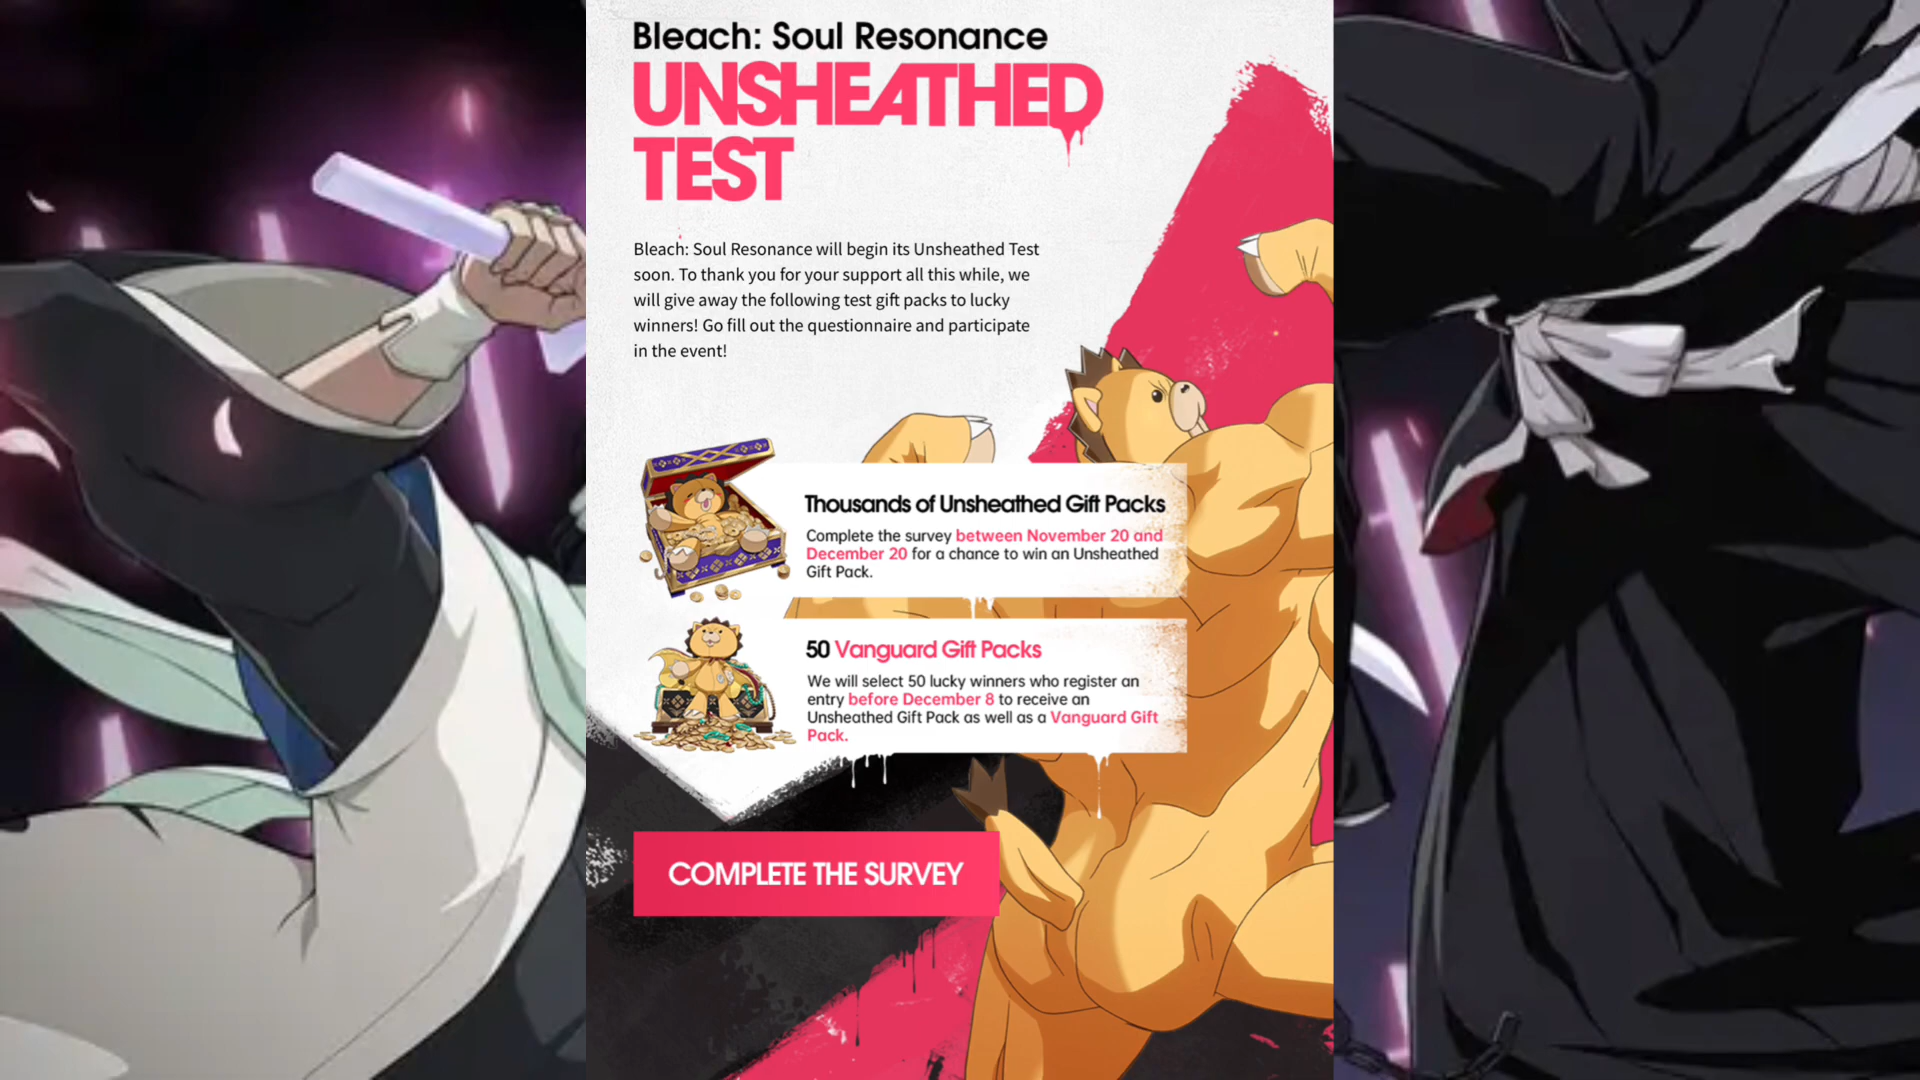 Bleach: Soul Resonance
UNSHEATHED
TEST
Bleach: Soul Resonance will begin its Unsheathed Test
soon. To thank you for your support all this while, we
will give away the following test gift packs to lucky
winners! Go fill out the questionnaire and participate
in the event!
Thousands of Unsheathed Gift Packs
Complete the survey between November 20 and
December 20 for a chance to win an Unsheathed
Gift Pack.
50 Vanguard Gift Packs
We will select 50 lucky winners who register an
entry before December 8 to receive an
Unsheathed Gift Pack as well as a Vanguard Gift
Pack.
COMPLETE THE SURVEY